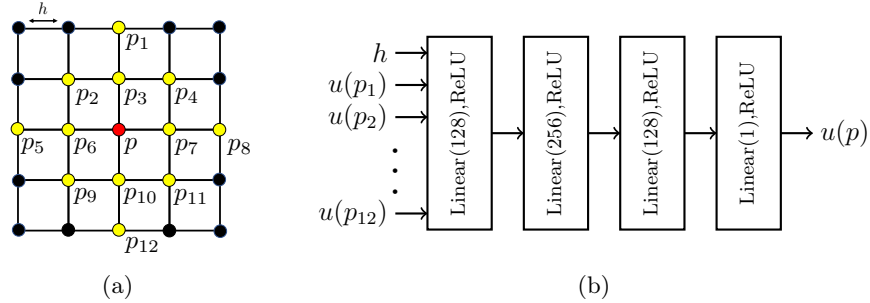 h
p₁
p₂ p₃ p₄
p₅ p₆ p p₇ p₈
p₉ p₁₀ p₁₁
p₁₂
(a)
h
u(p₁)
u(p₂)
u(p₁₂)
Linear(128),ReLU
Linear(256),ReLU
Linear(128),ReLU
Linear(1),ReLU
u(p)
(b)